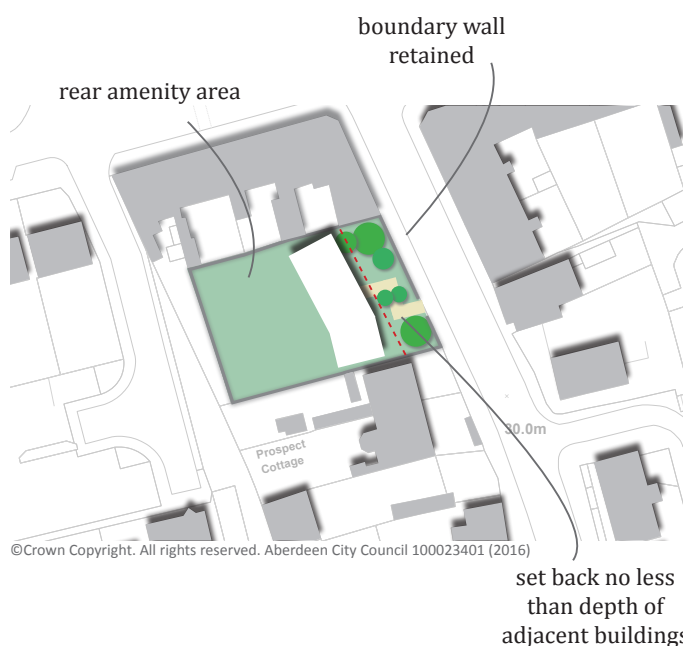 boundary wall
retained
rear amenity area
30.0m
Prospect
Cottage
©Crown Copyright. All rights reserved. Aberdeen City Council 100023401 (2016)
set back no less
than depth of
adjacent buildings